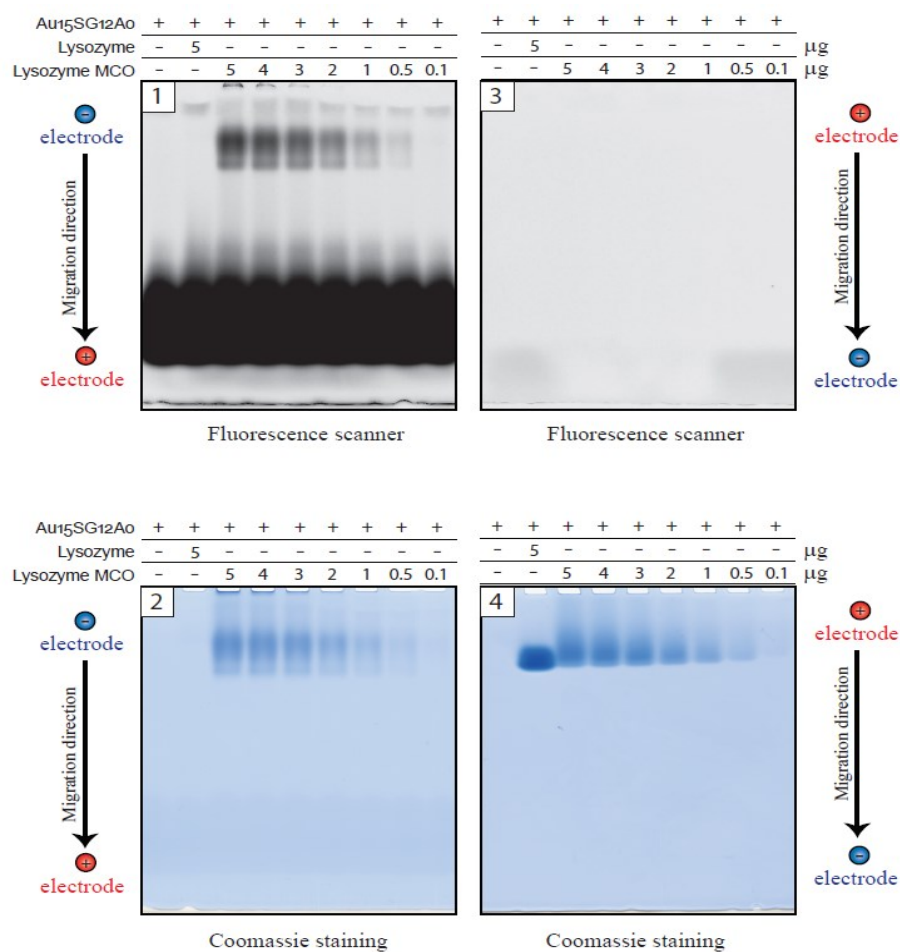 Au15SG12Ao + + + + + + + + +
Lysozyme – 5 – – – – – – –
Lysozyme MCO – – 5 4 3 2 1 0.5 0.1
1
−
electrode
Migration direction
+
electrode
Fluorescence scanner
+ + + + + + + + +
– 5 – – – – – – – μg
– – 5 4 3 2 1 0.5 0.1 μg
3
+
electrode
Migration direction
−
electrode
Fluorescence scanner
Au15SG12Ao + + + + + + + + +
Lysozyme – 5 – – – – – – –
Lysozyme MCO – – 5 4 3 2 1 0.5 0.1
2
−
electrode
Migration direction
+
electrode
Coomassie staining
+ + + + + + + + +
– 5 – – – – – – – μg
– – 5 4 3 2 1 0.5 0.1 μg
4
+
electrode
Migration direction
−
electrode
Coomassie staining